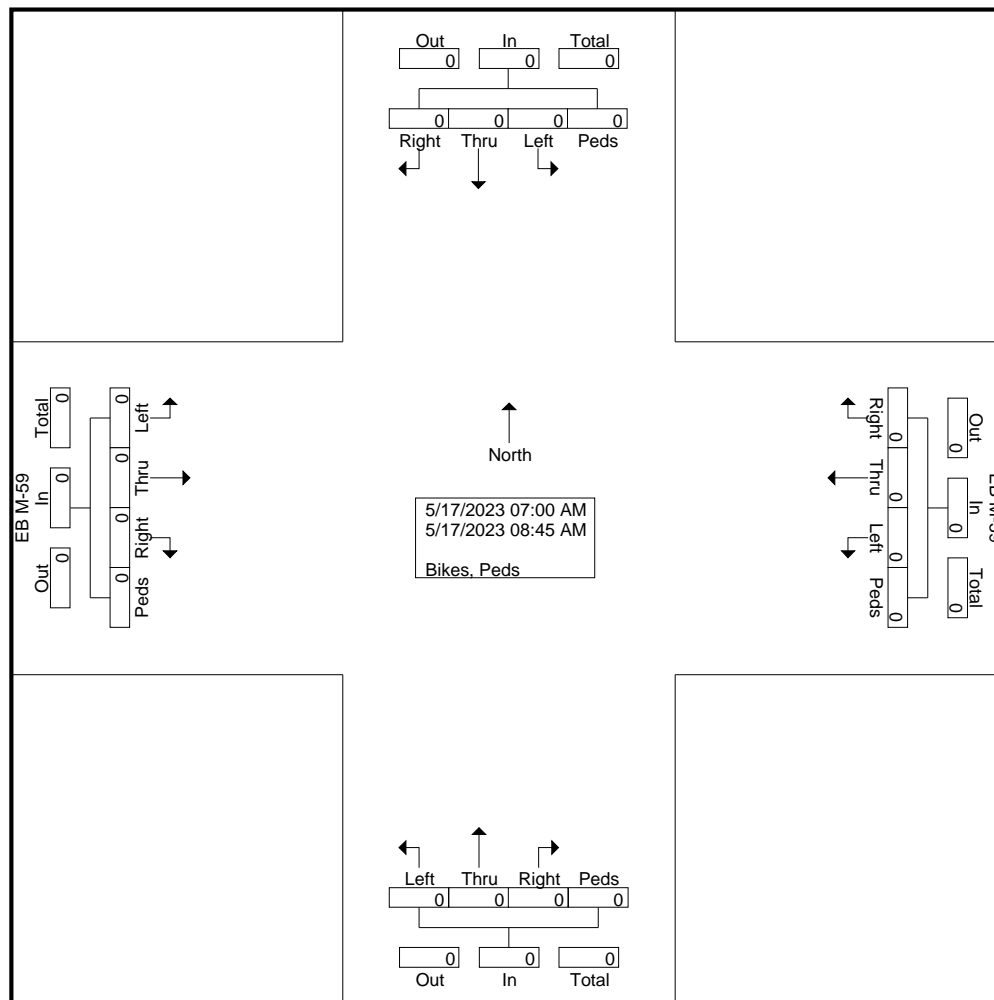 Out In Total
0 0 0
0 0 0 0
Right Thru Left Peds
EB M-59
Total In Out
0 0 0
0 0 0 0
Left Thru Right Peds
North
5/17/2023 07:00 AM
5/17/2023 08:45 AM
Bikes, Peds
Right Thru Left Peds
0 0 0 0
0 0 0
Out In Total
Left Thru Right Peds
0 0 0 0
0 0 0
Out In Total